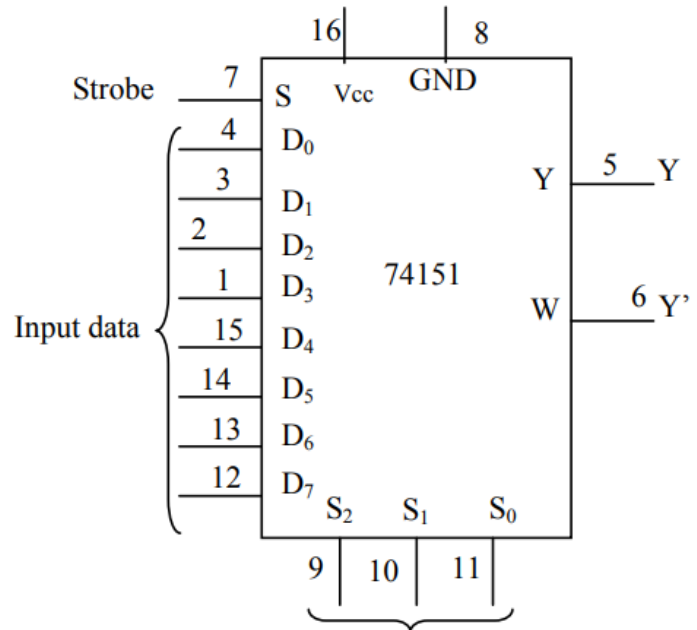 16 8
Strobe 7 S Vcc GND
4 D₀
3 D₁
2 D₂
1 D₃
Input data 15 D₄
14 D₅
13 D₆
12 D₇
74151
Y 5 Y
W 6 Y’
S₂ S₁ S₀
9 10 11